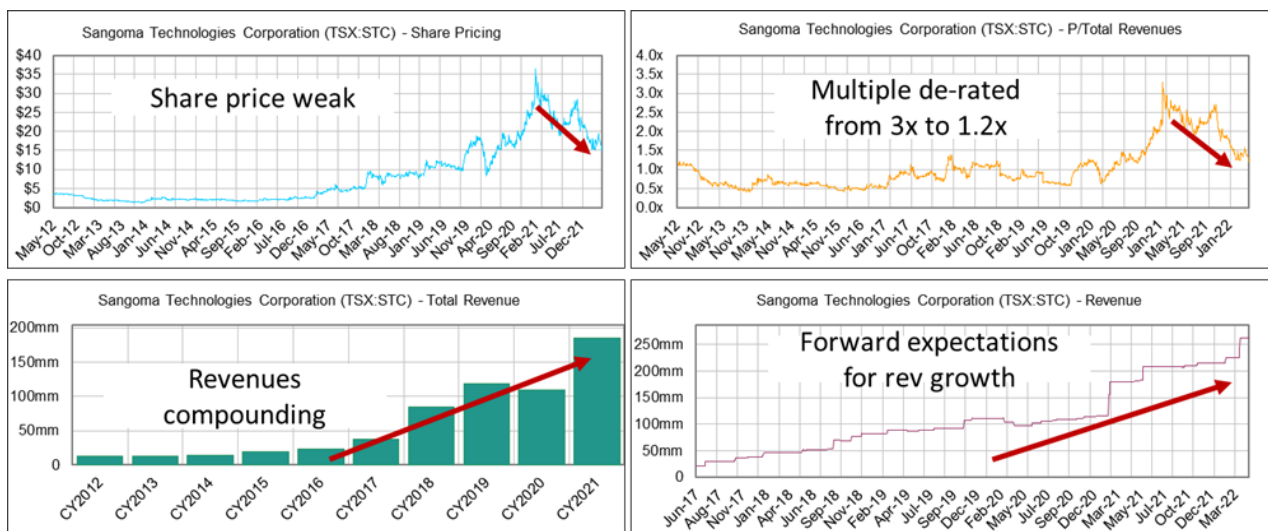 Sangoma Technologies Corporation (TSX:STC) - Share Pricing
$40
$35
$30
$25
$20
$15
$10
$5
$0
Share price weak
May-12
Oct-12
Mar-13
Aug-13
Jan-14
Jun-14
Nov-14
Apr-15
Sep-15
Feb-16
Jul-16
Dec-16
May-17
Oct-17
Mar-18
Aug-18
Jan-19
Jun-19
Nov-19
Apr-20
Sep-20
Feb-21
Jul-21
Dec-21
Sangoma Technologies Corporation (TSX:STC) - P/Total Revenues
4.0x
3.5x
3.0x
2.5x
2.0x
1.5x
1.0x
0.5x
0.0x
Multiple de-rated
from 3x to 1.2x
May-12
Nov-12
May-13
Oct-13
May-14
Nov-14
Apr-15
Nov-15
Jun-16
Jan-17
Jun-17
Oct-17
Feb-18
Jun-18
Oct-18
Feb-19
Jun-19
Oct-19
Jan-20
May-20
Sep-20
Jan-21
May-21
Sep-21
Jan-22
Sangoma Technologies Corporation (TSX:STC) - Total Revenue
200mm
150mm
100mm
50mm
0
Revenues
compounding
CY2012
CY2013
CY2014
CY2015
CY2016
CY2017
CY2018
CY2019
CY2020
CY2021
Sangoma Technologies Corporation (TSX:STC) - Revenue
250mm
200mm
150mm
100mm
50mm
0
Forward expectations
for rev growth
Jun-17
Aug-17
Nov-17
Jan-18
Apr-18
Jun-18
Sep-18
Nov-18
Feb-19
Apr-19
Jul-19
Sep-19
Dec-19
Feb-20
May-20
Jul-20
Sep-20
Dec-20
Mar-21
May-21
Jul-21
Oct-21
Dec-21
Mar-22